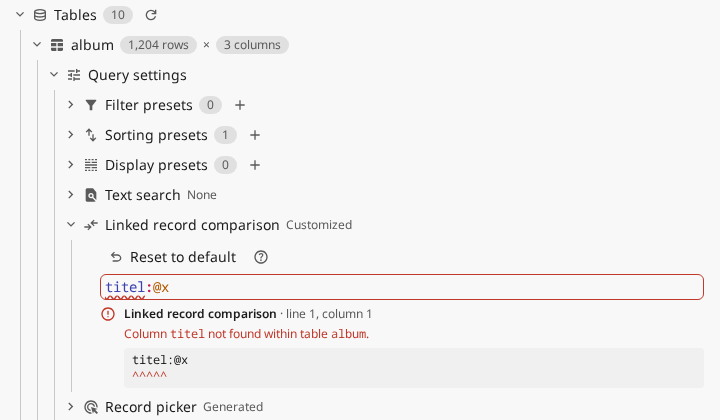 Tables 10
album 1,204 rows × 3 columns
Query settings
Filter presets 0 +
Sorting presets 1 +
Display presets 0 +
Text search None
Linked record comparison Customized
Reset to default ?
titel:@x
Linked record comparison · line 1, column 1
Column titel not found within table album.
titel:@x
^^^^^
Record picker Generated